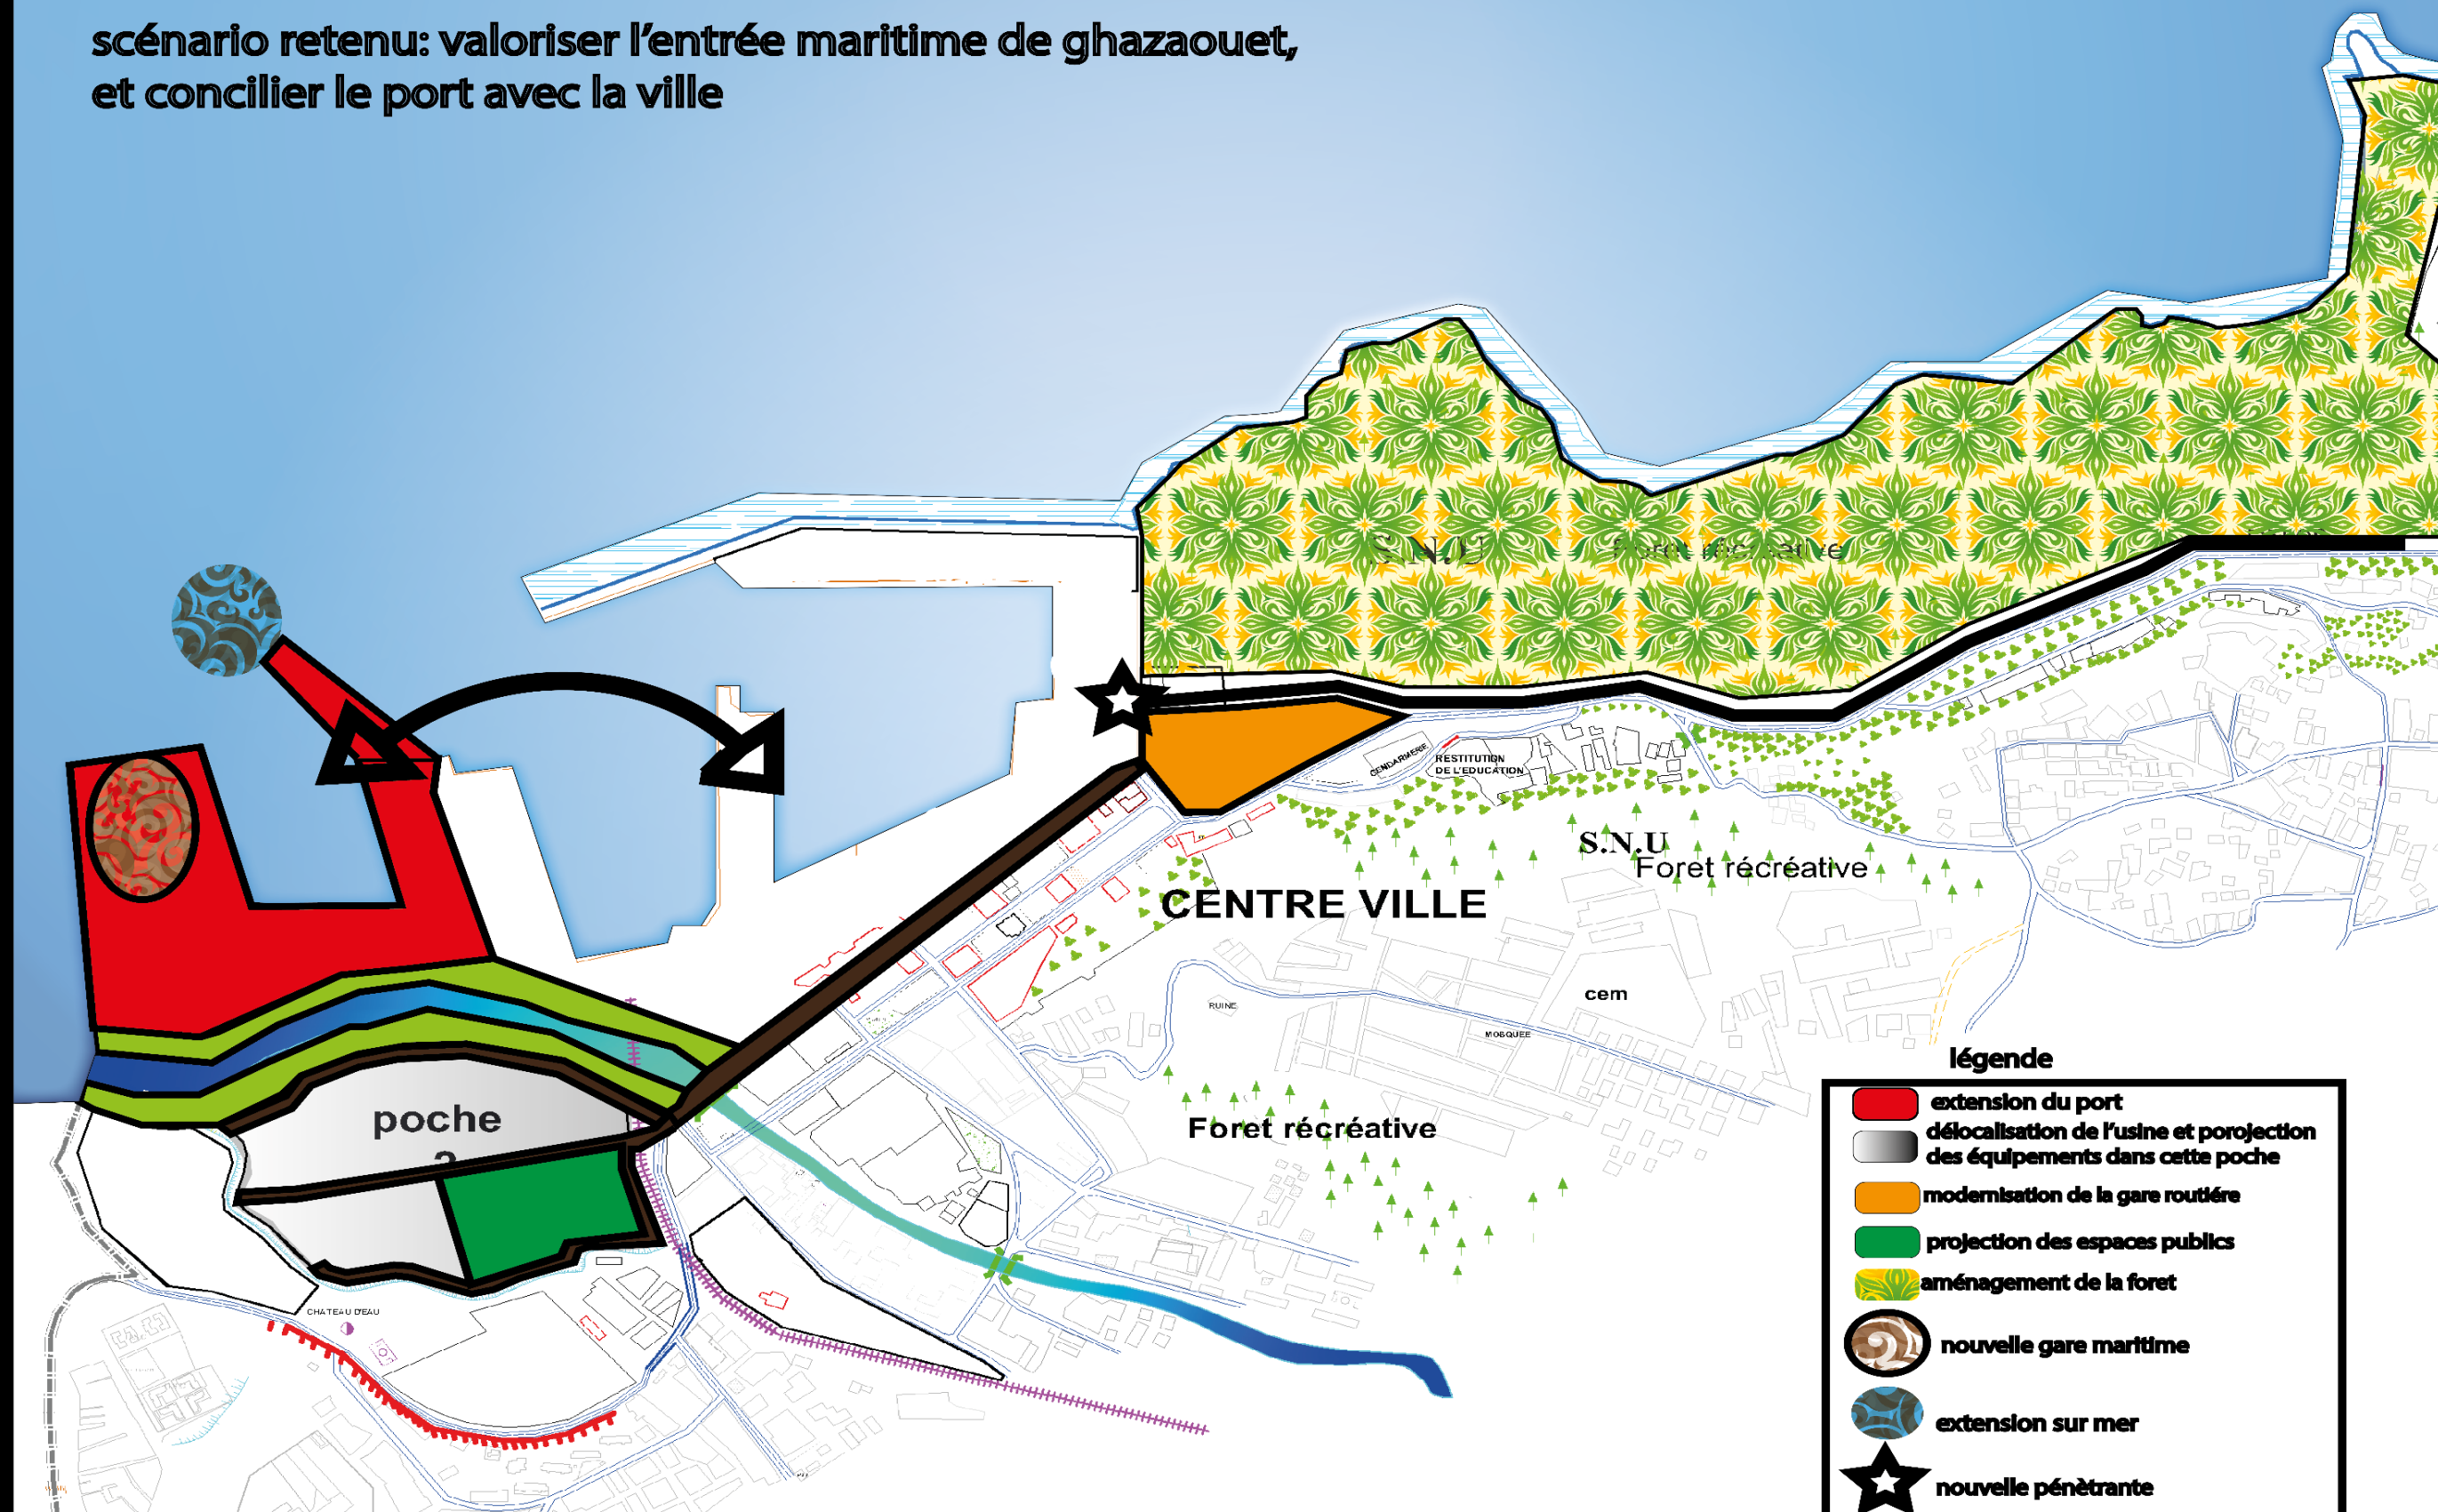 scénario retenu: valoriser l'entrée maritime de ghazaouet,
et concilier le port avec la ville
S.N.U Foret récréative
GENDARMERIE
RESTITUTION
DE L'EDUCATION
S.N.U
Foret récréative
CENTRE VILLE
cem
RUINE
MOSQUEE
poche
Foret récréative
CHATEAU D'EAU
légende
extension du port
délocalisation de l'usine et porojection
des équipements dans cette poche
modernisation de la gare routiére
projection des espaces publics
aménagement de la foret
nouvelle gare maritime
extension sur mer
nouvelle pénètrante